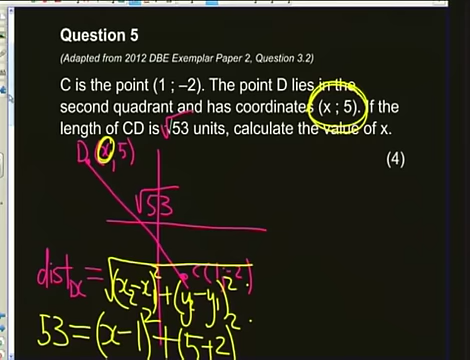 Question 5
(Adapted from 2012 DBE Exemplar Paper 2, Question 3.2)
C is the point (1 ; –2). The point D lies in the
second quadrant and has coordinates (x ; 5). If the
length of CD is √53 units, calculate the value of x.
(4)
D (x, 5)
√53
C(1;-2)
dist = √(x₂-x₁)² + (y₂-y₁)²
53 = (x-1)² + (5+2)²